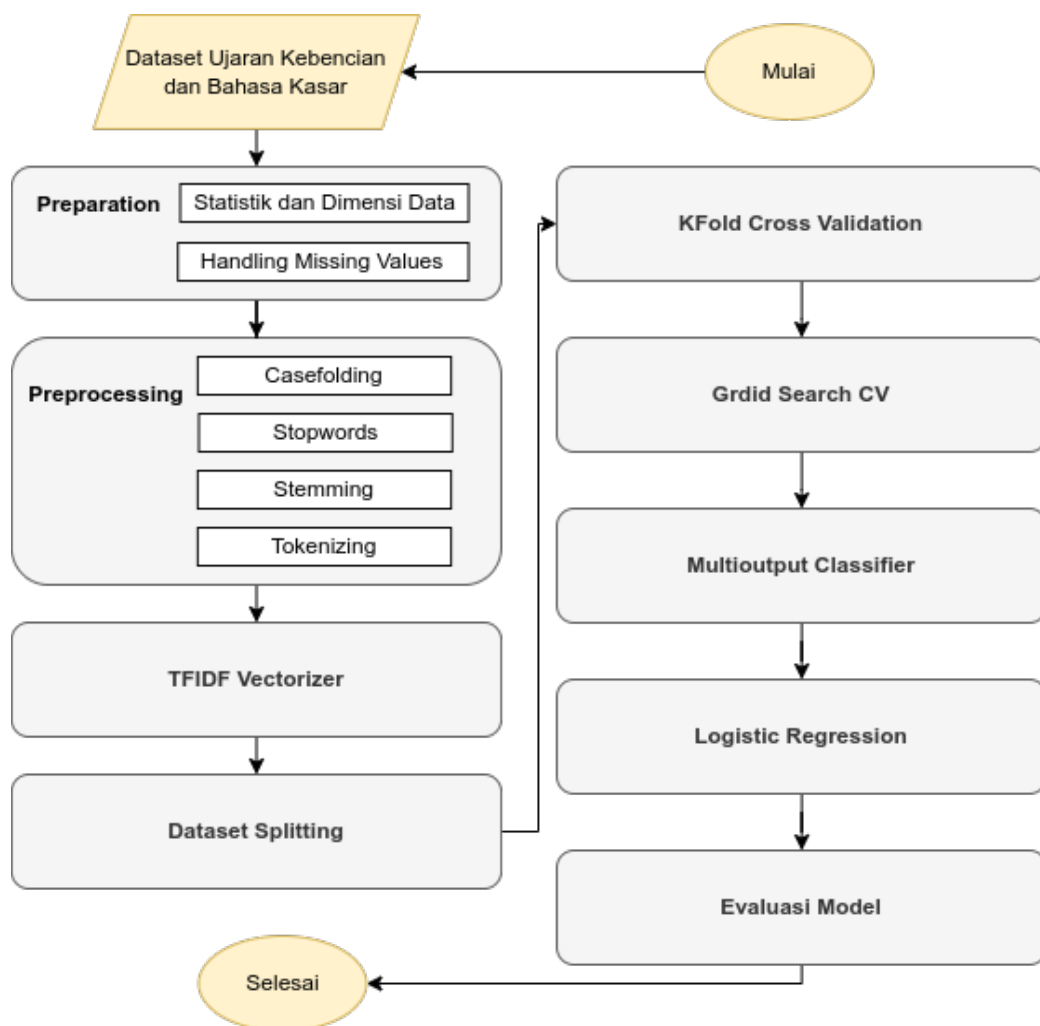 Mulai
Dataset Ujaran Kebencian
dan Bahasa Kasar
Preparation
Statistik dan Dimensi Data
Handling Missing Values
Preprocessing
Casefolding
Stopwords
Stemming
Tokenizing
TFIDF Vectorizer
Dataset Splitting
KFold Cross Validation
Grdid Search CV
Multioutput Classifier
Logistic Regression
Evaluasi Model
Selesai